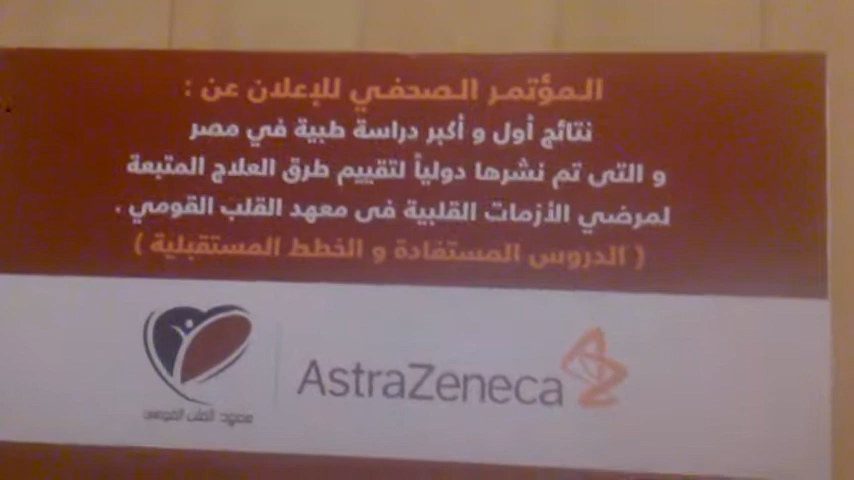 المؤتمر الصحفي للإعلان عن :
نتائج أول و أكبر دراسة طبية في مصر
و التى تم نشرها دولياً لتقييم طرق العلاج المتبعة
لمرضي الأزمات القلبية فى معهد القلب القومي .
( الدروس المستفادة و الخطط المستقبلية )
AstraZeneca
معهد القلب القومى